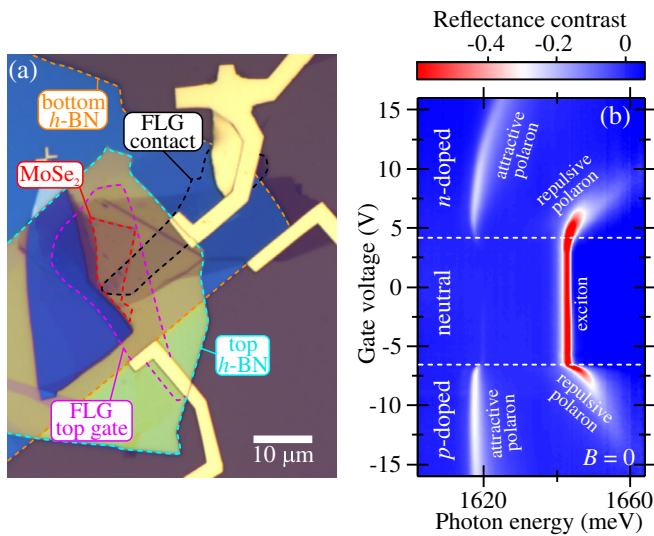 (a)
bottom
h-BN
FLG
contact
MoSe₂
top
h-BN
FLG
top gate
10 μm
Reflectance contrast
-0.4
-0.2
0
(b)
n-doped
attractive
polaron
repulsive
polaron
neutral
exciton
p-doped
attractive
polaron
repulsive
polaron
B = 0
Gate voltage (V)
15
10
5
0
-5
-10
-15
1620
1660
Photon energy (meV)